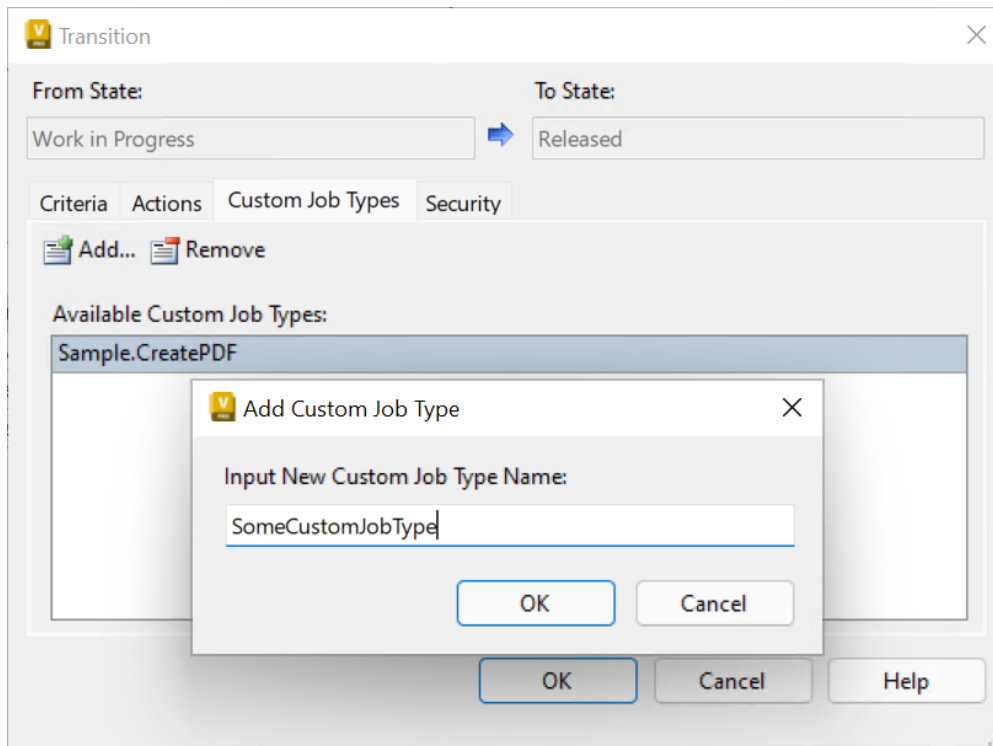 Transition
From State: To State:
Work in Progress Released
Criteria Actions Custom Job Types Security
Add... Remove
Available Custom Job Types:
Sample.CreatePDF
Add Custom Job Type
Input New Custom Job Type Name:
SomeCustomJobType
OK Cancel
OK Cancel Help